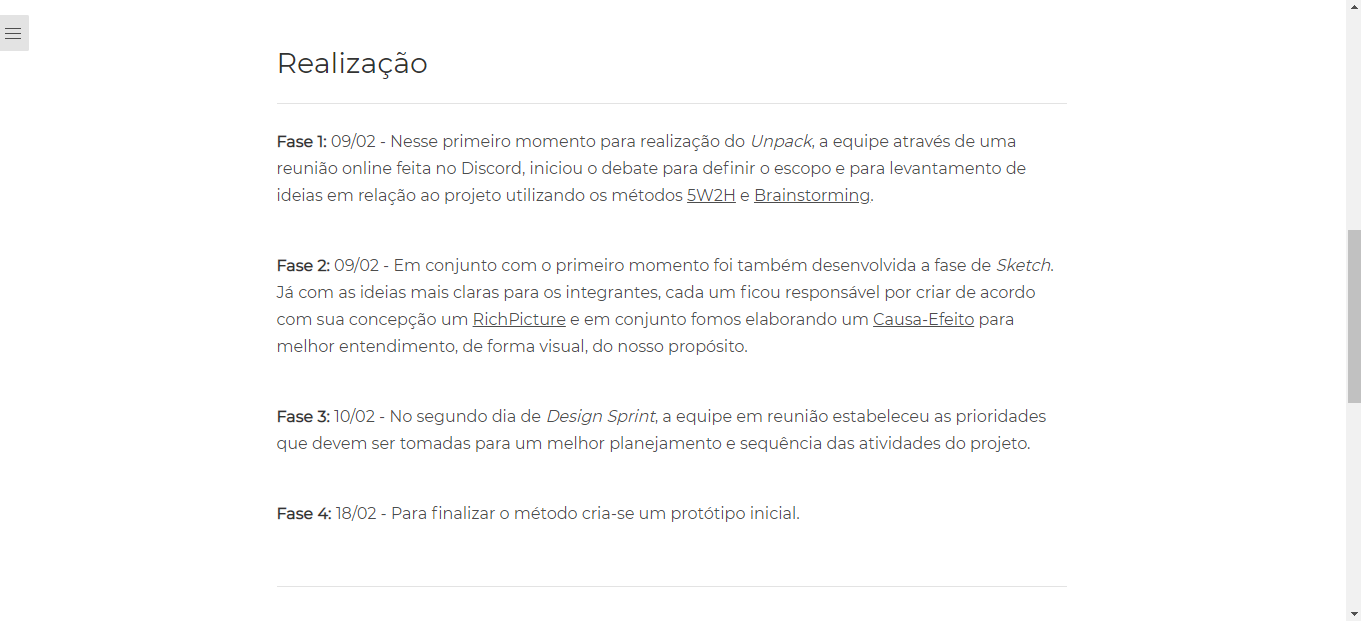 Realização
Fase 1: 09/02 - Nesse primeiro momento para realização do Unpack, a equipe através de uma
reunião online feita no Discord, iniciou o debate para definir o escopo e para levantamento de
ideias em relação ao projeto utilizando os métodos 5W2H e Brainstorming.
Fase 2: 09/02 - Em conjunto com o primeiro momento foi também desenvolvida a fase de Sketch.
Já com as ideias mais claras para os integrantes, cada um ficou responsável por criar de acordo
com sua concepção um RichPicture e em conjunto fomos elaborando um Causa-Efeito para
melhor entendimento, de forma visual, do nosso propósito.
Fase 3: 10/02 - No segundo dia de Design Sprint, a equipe em reunião estabeleceu as prioridades
que devem ser tomadas para um melhor planejamento e sequência das atividades do projeto.
Fase 4: 18/02 - Para finalizar o método cria-se um protótipo inicial.